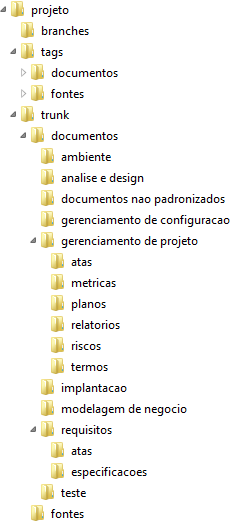 projeto
branches
tags
documentos
fontes
trunk
documentos
ambiente
analise e design
documentos nao padronizados
gerenciamento de configuracao
gerenciamento de projeto
atas
metricas
planos
relatorios
riscos
termos
implantacao
modelagem de negocio
requisitos
atas
especificacoes
teste
fontes